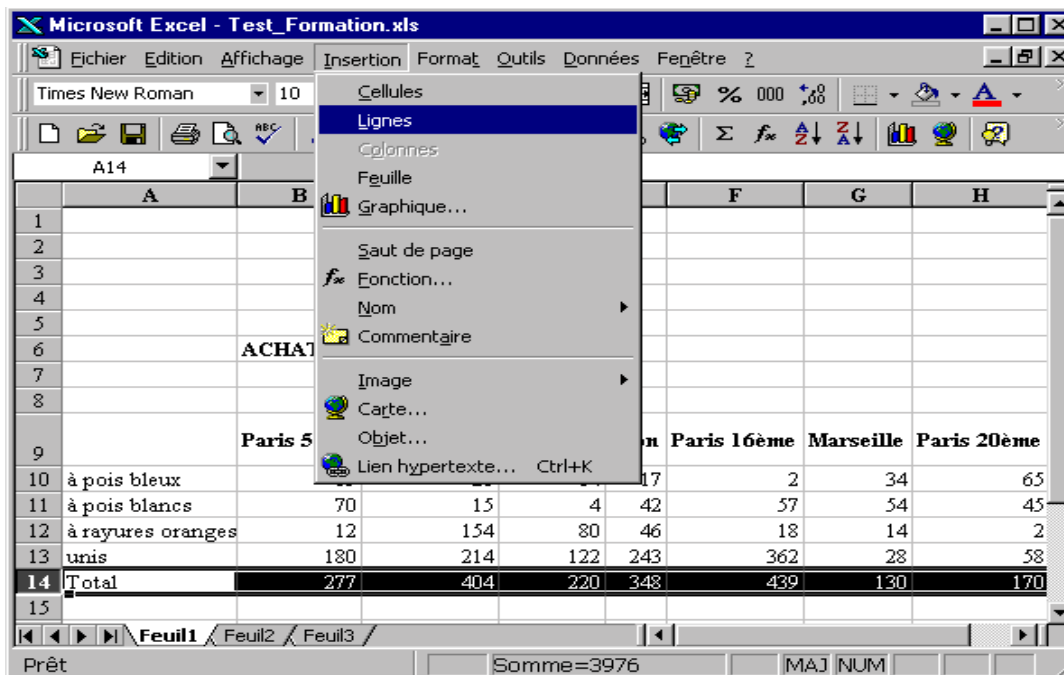 Microsoft Excel - Test_Formation.xls
Fichier Edition Affichage Insertion Format Outils Données Fenêtre ?
Times New Roman 10 % 000
ABC Σ fx
A14
Cellules
Lignes
Colonnes
Feuille
Graphique...
Saut de page
Fonction...
Nom
Commentaire
Image
Carte...
Objet...
Lien hypertexte... Ctrl+K
A B F G H
1
2
3
4
5
6 ACHAT
7
8
9 Paris 5 n Paris 16ème Marseille Paris 20ème
10 à pois bleux 17 2 34 65
11 à pois blancs 70 15 4 42 57 54 45
12 à rayures oranges 12 154 80 46 18 14 2
13 unis 180 214 122 243 362 28 58
14 Total 277 404 220 348 439 130 170
15
Feuil1 Feuil2 Feuil3
Prêt Somme=3976 MAJ NUM